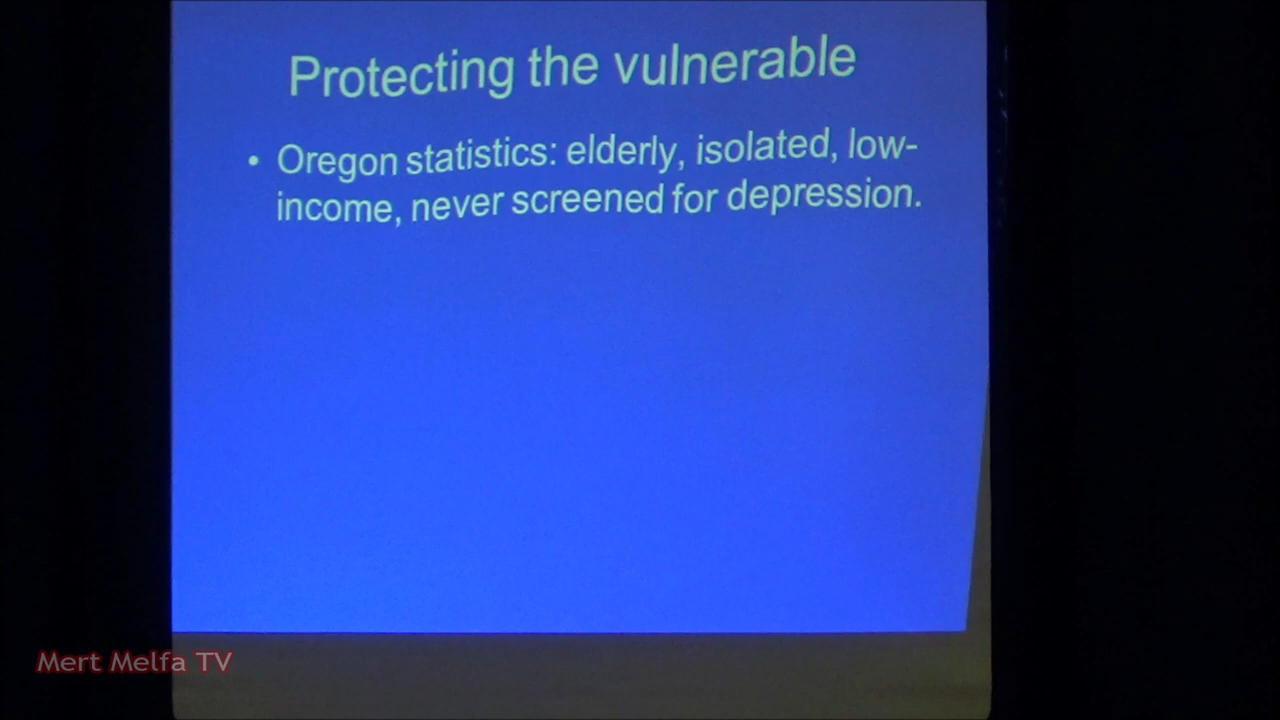 Protecting the vulnerable
• Oregon statistics: elderly, isolated, low-
income, never screened for depression.
Mert Melfa TV